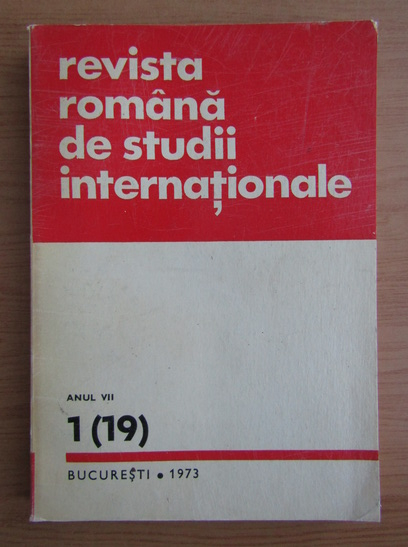 revista
română
de studii
internaționale
ANUL VII
1 (19)
BUCUREȘTI • 1973